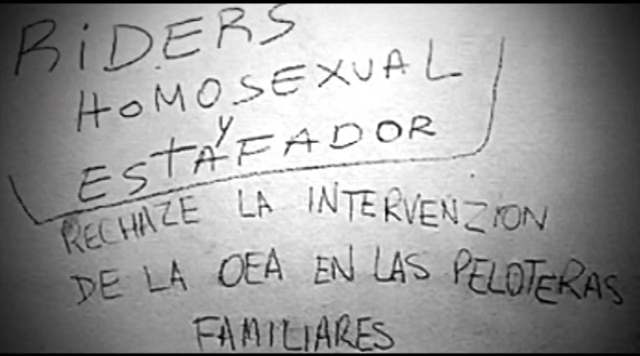 RiDERS
HOMOSEXUAL
y
ESTAFADOR
RECHAZE LA INTERVENZION
DE LA OEA EN LAS PELOTERAS
FAMILIARES